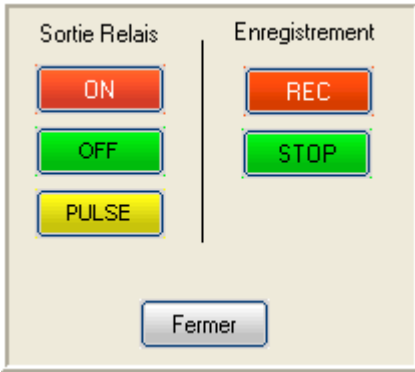 Sortie Relais
ON
OFF
PULSE
Enregistrement
REC
STOP
Fermer